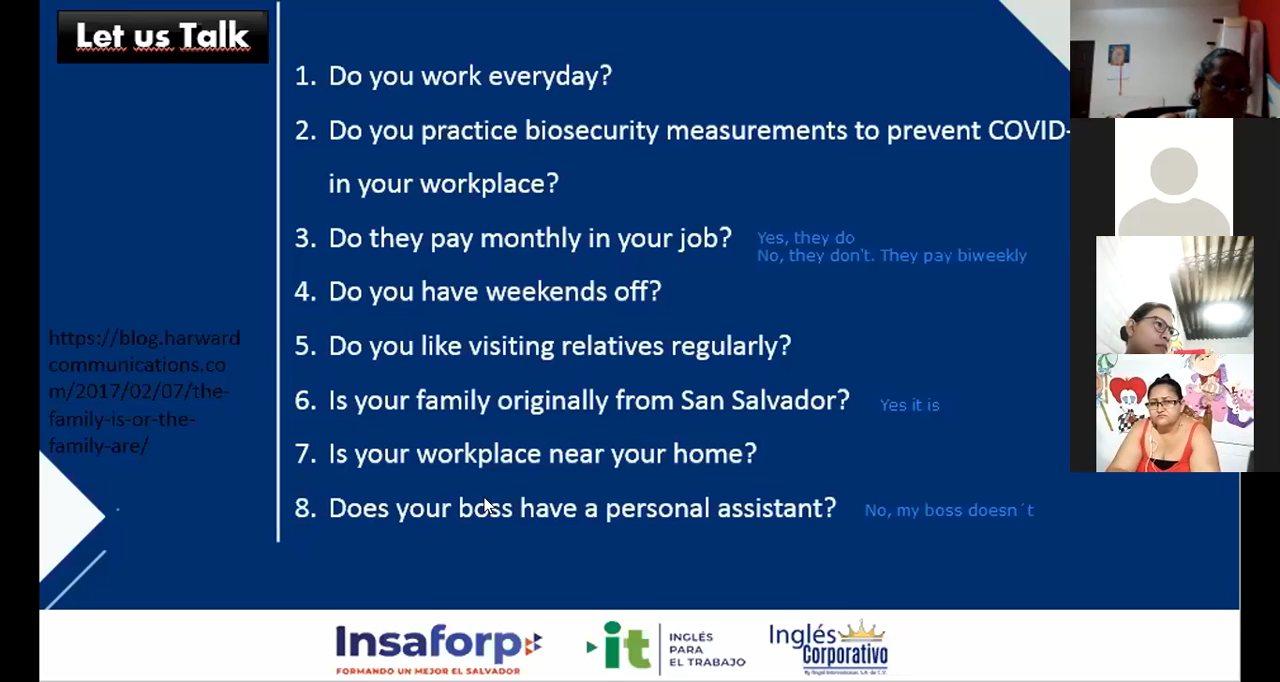 Let us Talk
1. Do you work everyday?
2. Do you practice biosecurity measurements to prevent COVID-
in your workplace?
3. Do they pay monthly in your job?
Yes, they do
No, they don't. They pay biweekly
4. Do you have weekends off?
5. Do you like visiting relatives regularly?
6. Is your family originally from San Salvador?
Yes it is
7. Is your workplace near your home?
8. Does your boss have a personal assistant?
No, my boss doesn´t
https://blog.harward
communications.co
m/2017/02/07/the-
family-is-or-the-
family-are/
Insaforp
FORMANDO UN MEJOR EL SALVADOR
it
INGLÉS
PARA
EL TRABAJO
Inglés
Corporativo
By Regal International, S.A. de C.V.